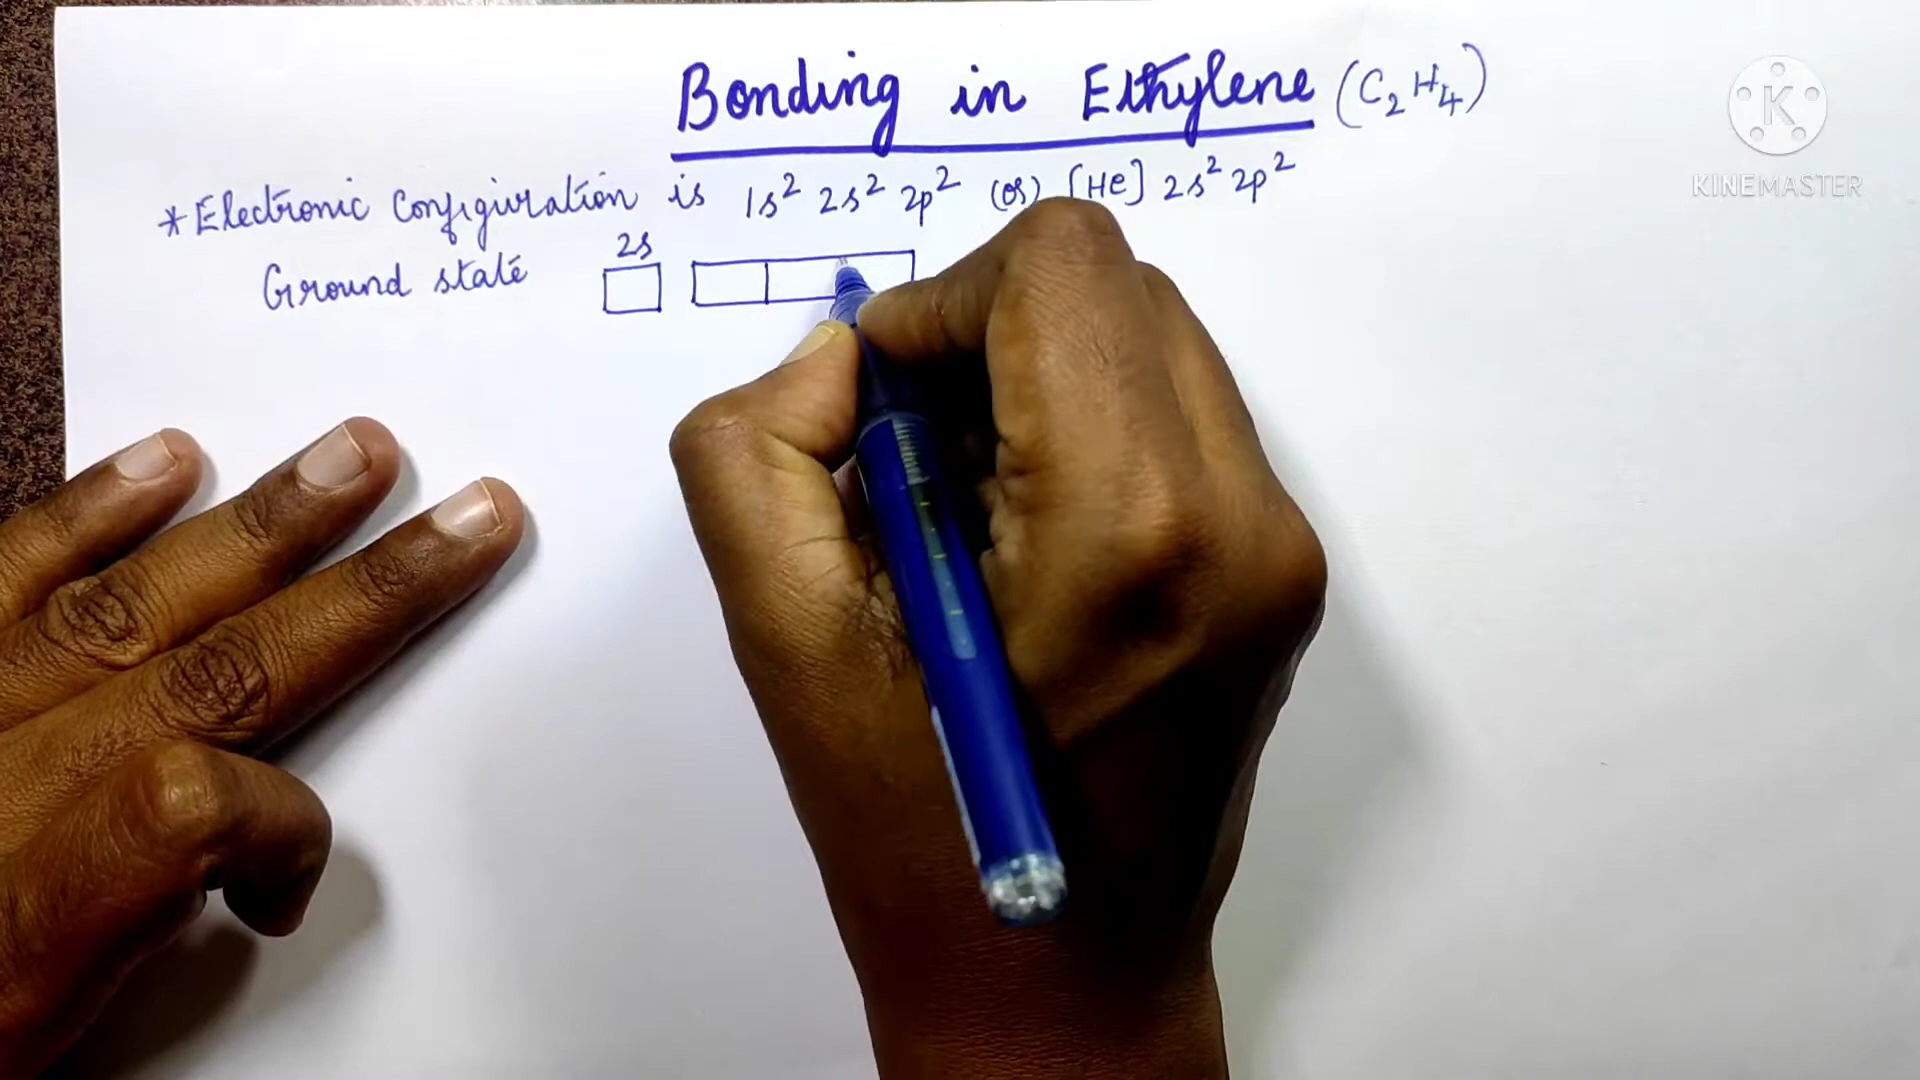 Bonding in Ethylene (C₂H₄)
*Electronic Configuration is 1s² 2s² 2p² (or) [He] 2s² 2p²
2s
Ground state
K
KINEMASTER